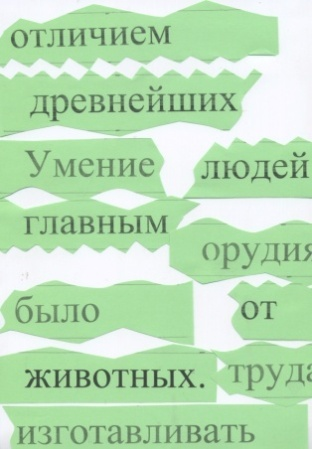 отличием
древнейших
Умение людей
главным
орудия
было от
животных. труда
изготавливать